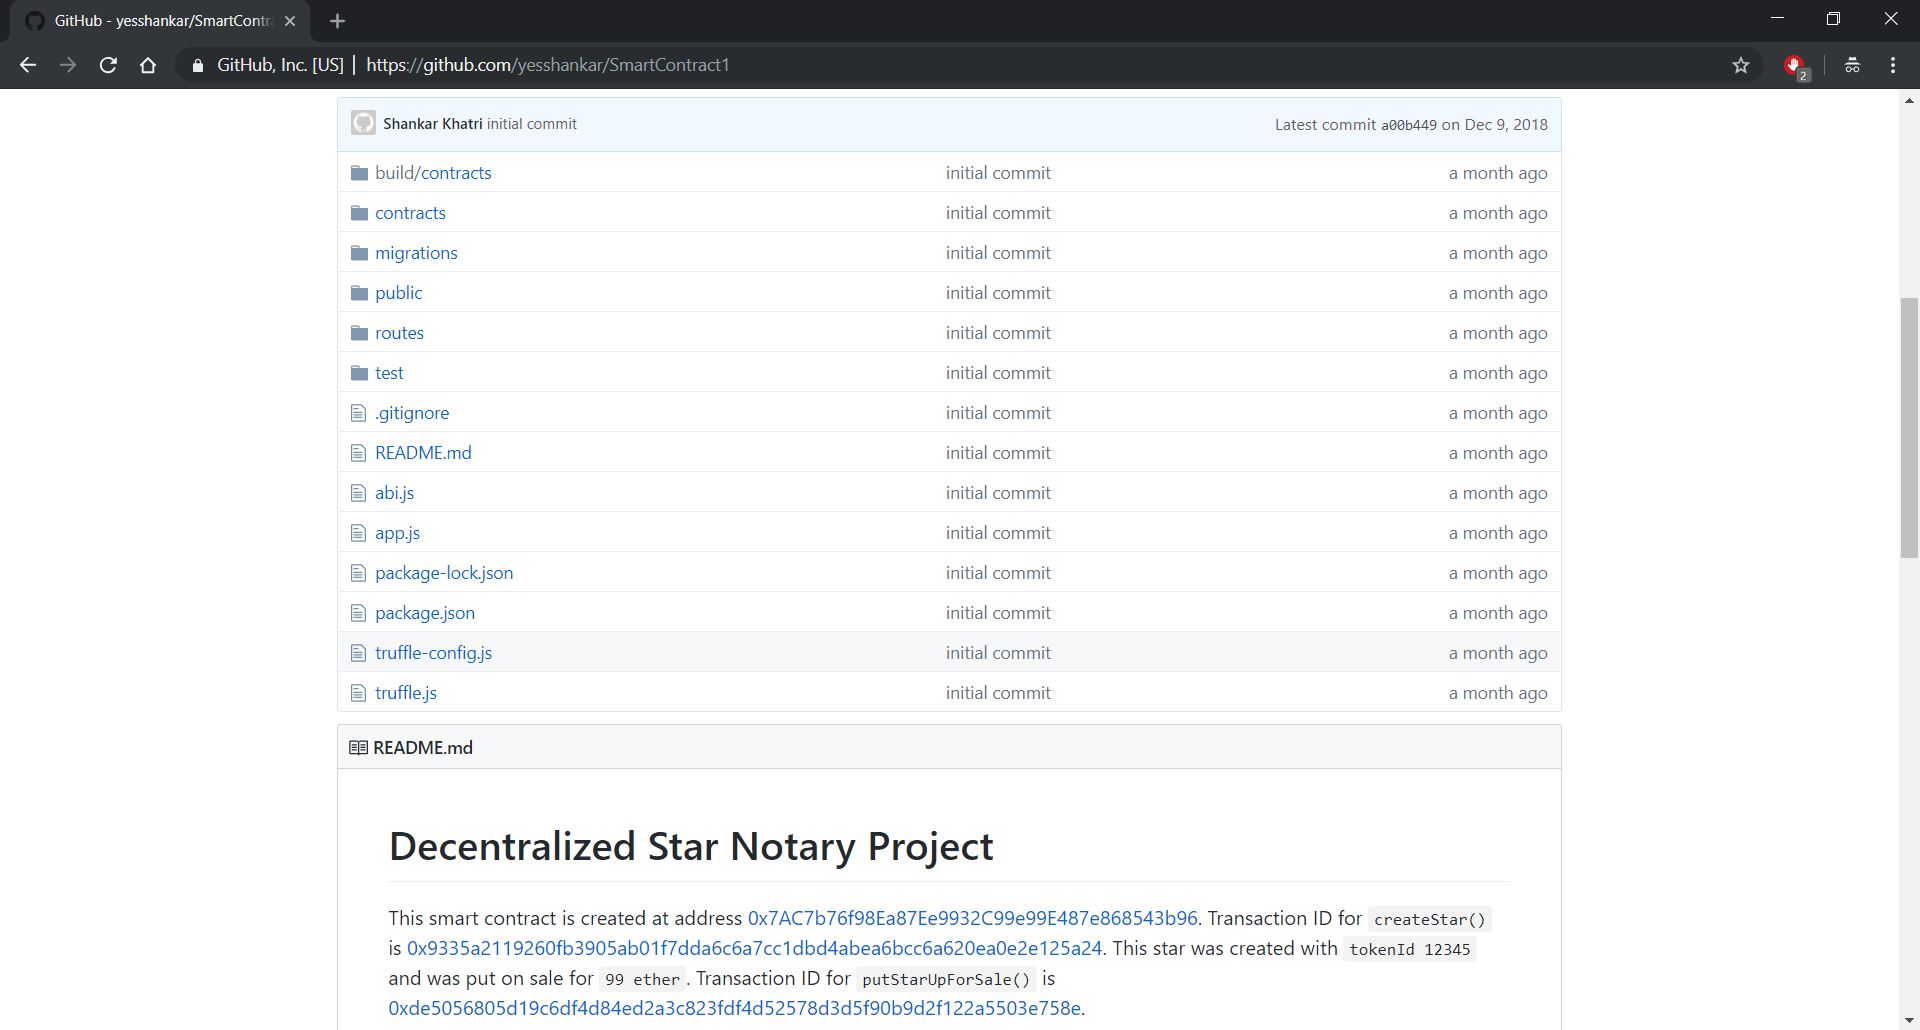 GitHub - yesshankar/SmartContr
GitHub, Inc. [US] | https://github.com/yesshankar/SmartContract1
2
Shankar Khatri initial commit Latest commit a00b449 on Dec 9, 2018
build/contracts initial commit a month ago
contracts initial commit a month ago
migrations initial commit a month ago
public initial commit a month ago
routes initial commit a month ago
test initial commit a month ago
.gitignore initial commit a month ago
README.md initial commit a month ago
abi.js initial commit a month ago
app.js initial commit a month ago
package-lock.json initial commit a month ago
package.json initial commit a month ago
truffle-config.js initial commit a month ago
truffle.js initial commit a month ago
README.md
Decentralized Star Notary Project
This smart contract is created at address 0x7AC7b76f98Ea87Ee9932C99e99E487e868543b96. Transaction ID for createStar()
is 0x9335a2119260fb3905ab01f7dda6c6a7cc1dbd4abea6bcc6a620ea0e2e125a24. This star was created with tokenId 12345
and was put on sale for 99 ether . Transaction ID for putStarUpForSale() is
0xde5056805d19c6df4d84ed2a3c823fdf4d52578d3d5f90b9d2f122a5503e758e.